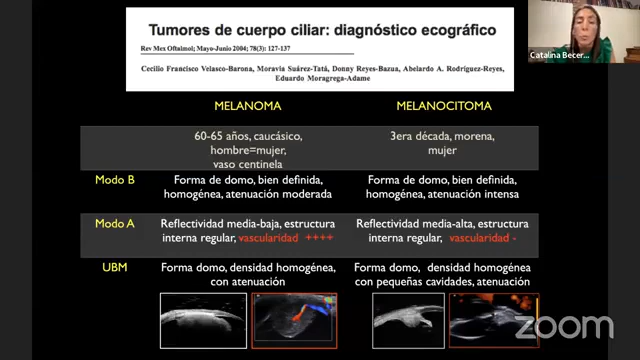 Tumores de cuerpo ciliar: diagnóstico ecográfico
Rev Mex Oftalmol; Mayo-Junio 2004; 78(3): 127-137
Cecilio Francisco Velasco-Barona, Moravia Suárez-Tatá, Donny Reyes-Bazua, Abelardo A. Rodríguez-Reyes,
Eduardo Moragrega-Adame
Catalina Becer...
MELANOMA MELANOCITOMA
60-65 años, caucásico,
hombre=mujer,
vaso centinela
3era década, morena,
mujer
Modo B
Forma de domo, bien definida,
homogénea, atenuación moderada
Forma de domo, bien definida,
homogénea, atenuación intensa
Modo A
Reflectividad media-baja, estructura
interna regular, vascularidad ++++
Reflectividad media-alta, estructura
interna regular, vascularidad -
UBM
Forma domo, densidad homogénea,
con atenuación
Forma domo, densidad homogénea
con pequeñas cavidades, atenuación
zoom